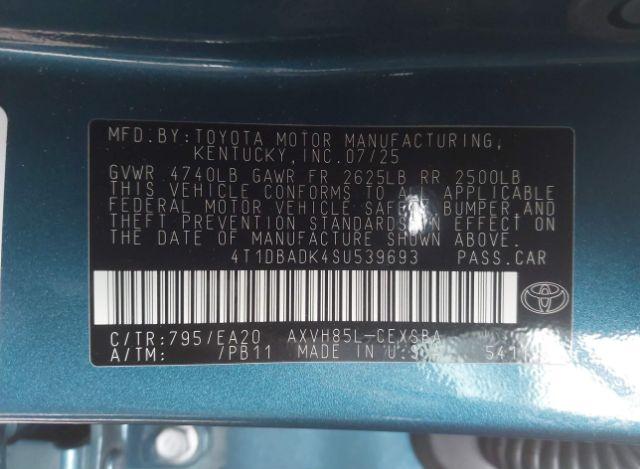 MFD.BY:TOYOTA MOTOR MANUFACTURING,
KENTUCKY,INC.07/25
GVWR 4740LB GAWR FR 2625LB RR 2500LB
THIS VEHICLE CONFORMS TO ALL APPLICABLE
FEDERAL MOTOR VEHICLE SAFETY BUMPER,AND
THEFT PREVENTION STANDARDS IN EFFECT ON
THE DATE OF MANUFACTURE SHOWN ABOVE.
4T1DBADK4SU539693 PASS.CAR
C/TR:795/EA20 AXVH85L-CEXSBA
A/TM: /PB11 MADE IN U.S.A.